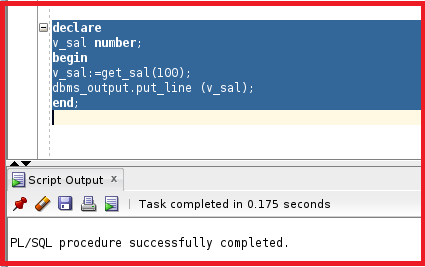 declare
v_sal number;
begin
v_sal:=get_sal(100);
dbms_output.put_line (v_sal);
end;
Script Output x
Task completed in 0.175 seconds
PL/SQL procedure successfully completed.